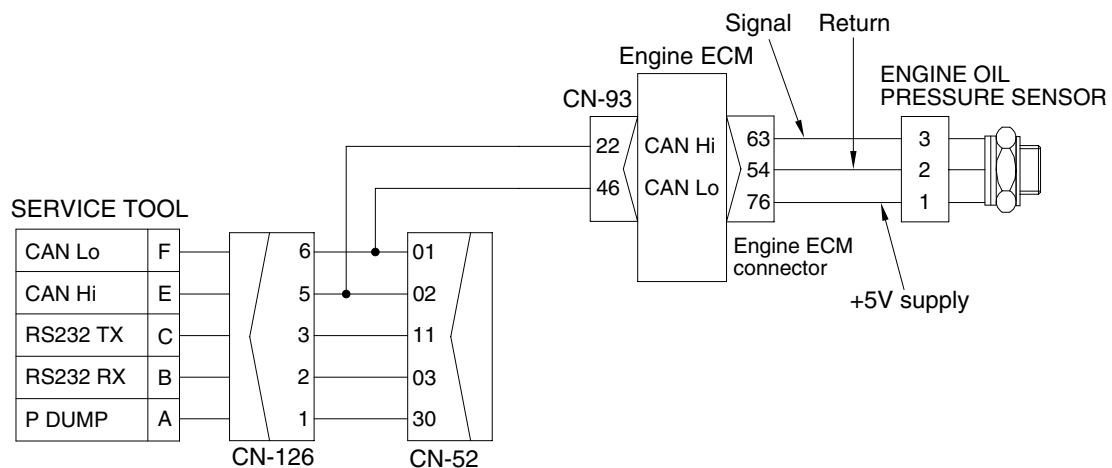 Signal
Return
Engine ECM
ENGINE OIL
PRESSURE SENSOR
CN-93
22
CAN Hi
63
3
46
CAN Lo
54
2
76
1
Engine ECM
connector
+5V supply
SERVICE TOOL
CAN Lo F 6 01
CAN Hi E 5 02
RS232 TX C 3 11
RS232 RX B 2 03
P DUMP A 1 30
CN-126
CN-52